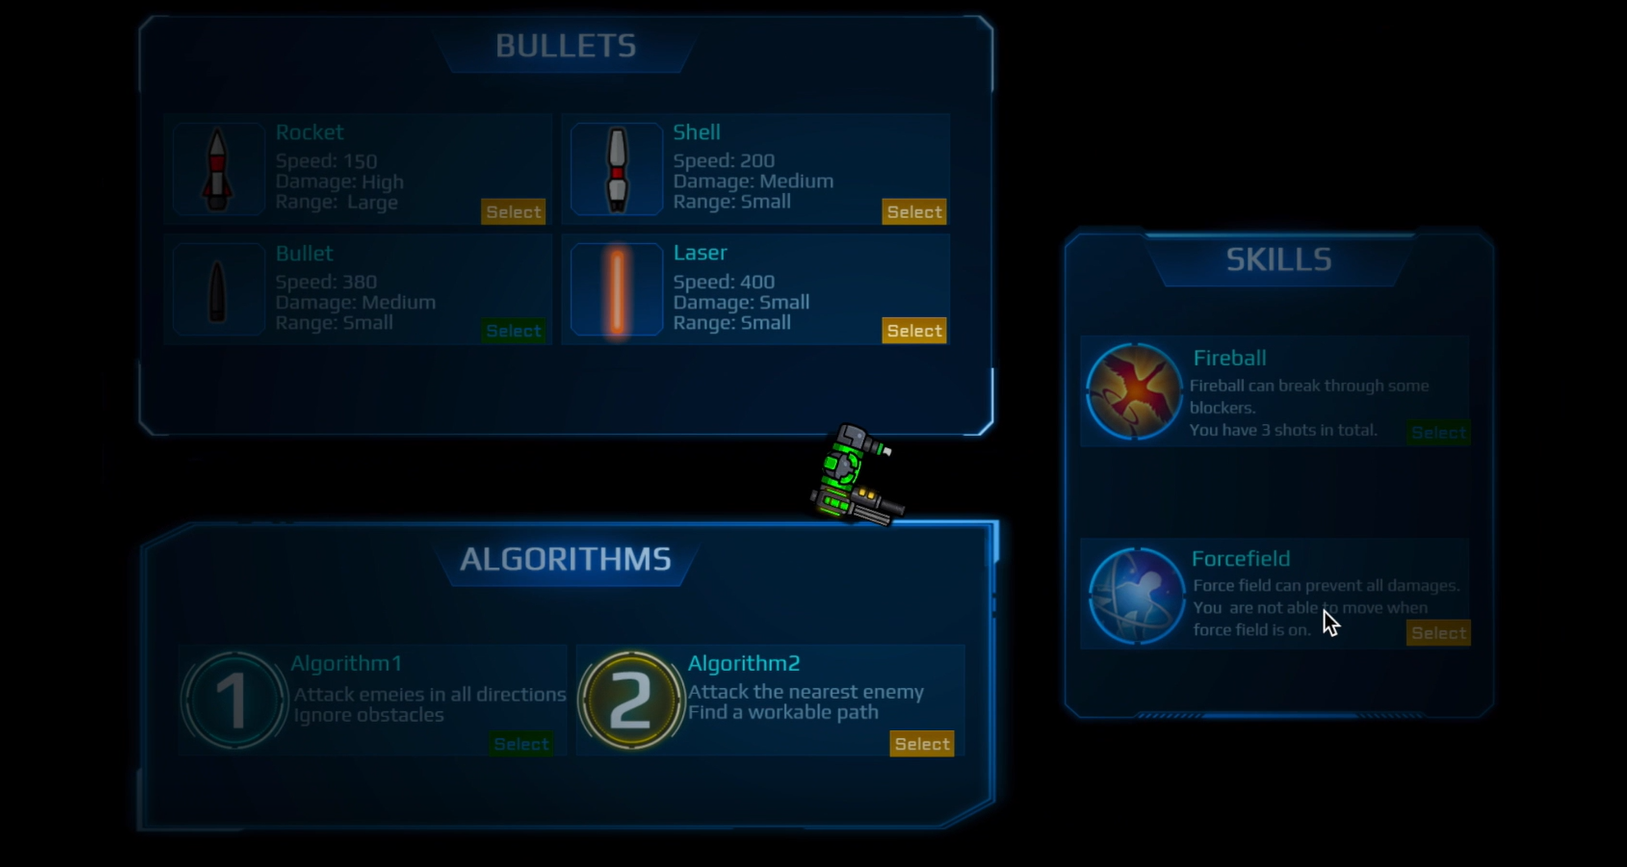 BULLETS
Rocket
Speed: 150
Damage: High
Range: Large
Select
Shell
Speed: 200
Damage: Medium
Range: Small
Select
Bullet
Speed: 380
Damage: Medium
Range: Small
Select
Laser
Speed: 400
Damage: Small
Range: Small
Select
SKILLS
Fireball
Fireball can break through some
blockers.
You have 3 shots in total.
Select
Forcefield
Force field can prevent all damages.
You are not able to move when
force field is on.
Select
ALGORITHMS
1
Algorithm1
Attack emeies in all directions
Ignore obstacles
Select
2
Algorithm2
Attack the nearest enemy
Find a workable path
Select